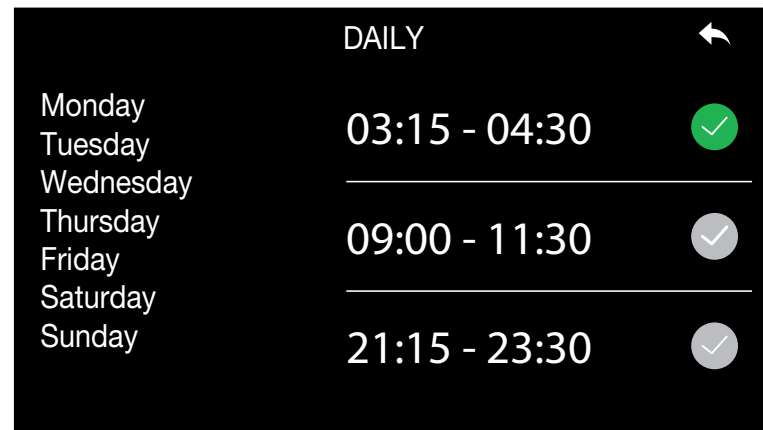 DAILY
Monday
Tuesday
Wednesday
Thursday
Friday
Saturday
Sunday
03:15 - 04:30
09:00 - 11:30
21:15 - 23:30